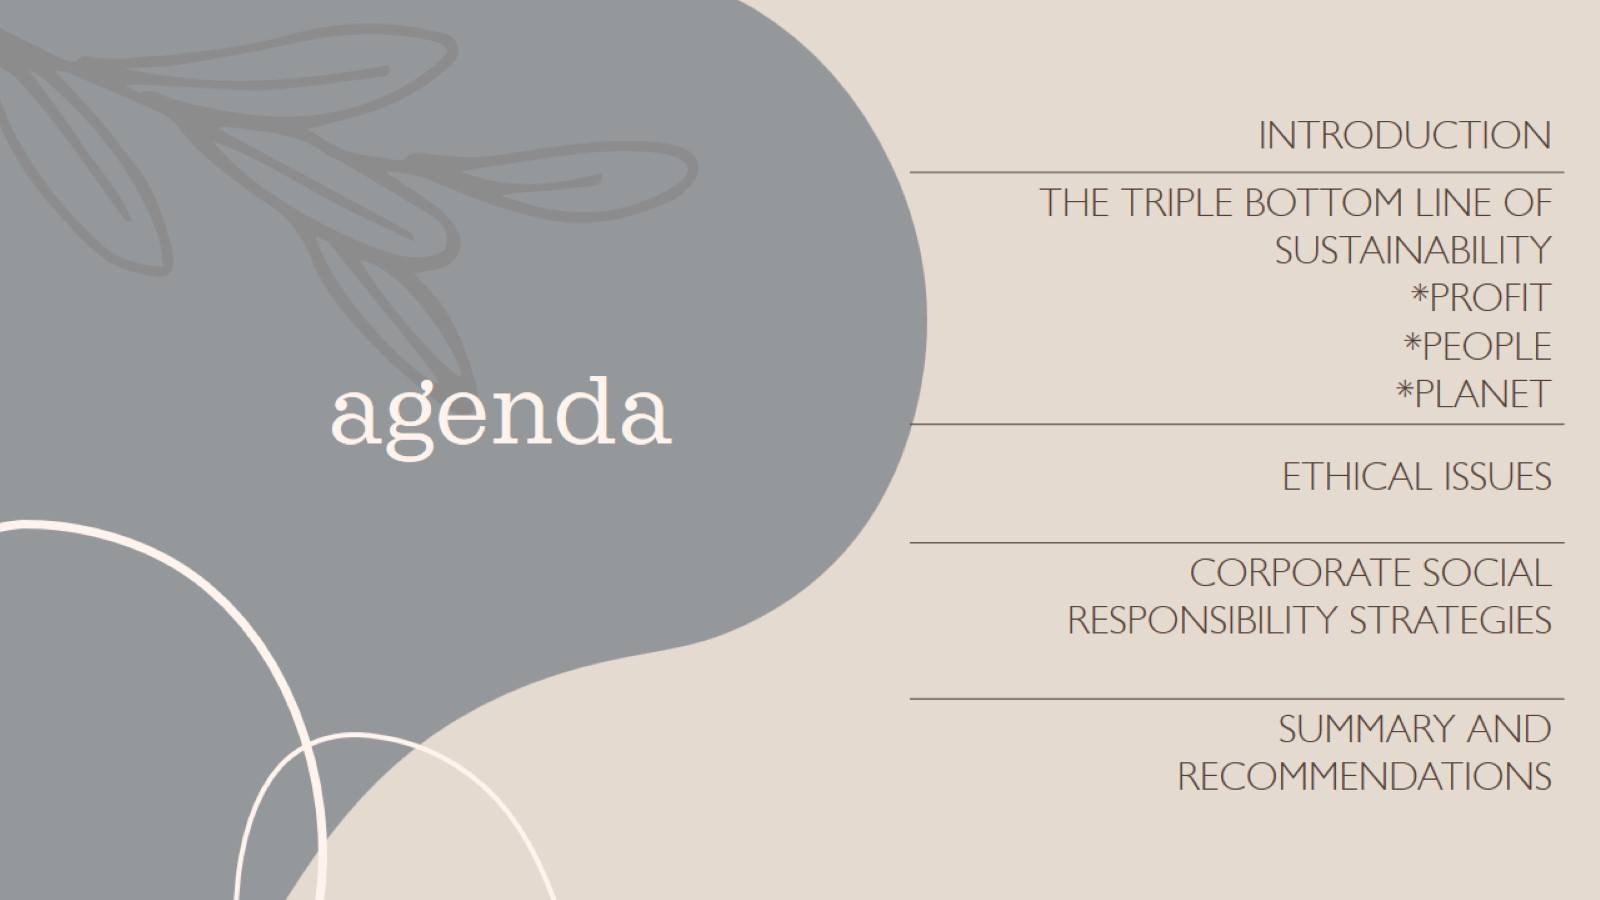 agenda
INTRODUCTION
THE TRIPLE BOTTOM LINE OF
SUSTAINABILITY
*PROFIT
*PEOPLE
*PLANET
ETHICAL ISSUES
CORPORATE SOCIAL
RESPONSIBILITY STRATEGIES
SUMMARY AND
RECOMMENDATIONS